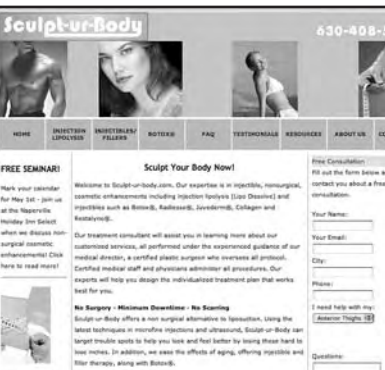 Sculpt-ur-Body
630-408-
HOME
INJECTION LIPOLYSIS
INJECTIBLES/ FILLERS
BOTOX®
FAQ
TESTIMONIALS
RESOURCES
ABOUT US
CO
FREE SEMINAR!
Mark your calendar
for May 1st - join us
at the Naperville
Holiday Inn Select
when we discuss non-
surgical cosmetic
enhancements! Click
here to read more!
Sculpt Your Body Now!
Welcome to Sculpt-ur-body.com. Our expertise is in injectible, nonsurgical,
cosmetic enhancements including injection lipolysis (Lipo Dissolve) and
injectibles such as Botox®, Radiesse®, Juvederm®, Collagen and
Restalyne®.
Our treatment consultant will assist you in learning more about our
customized services, all performed under the experienced guidance of our
medical director, a certified plastic surgeon who oversees all protocol.
Certified medical staff and physicians administer all procedures. Our
experts will help you design the individualized treatment plan that works
best for you.
No Surgery - Minimum Downtime - No Scarring
Sculpt-ur-Body offers a non surgical alternative to liposuction. Using the
latest techniques in microfine injections and ultrasound, Sculpt-ur-Body can
target trouble spots to help you look and feel better by losing those hard to
lose inches. In addition, we ease the effects of aging, offering injectible and
filler therapy, along with Botox®.
Free Consultation
Fill out the form below a
contact you about a free
consultation.
Your Name:
Your Email:
City:
Phone:
I need help with my:
Anterior Thighs
Questions: